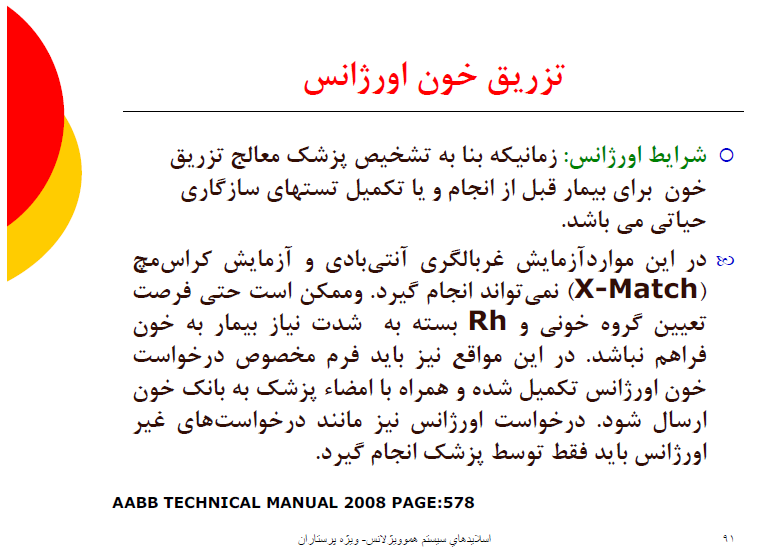 تزریق خون اورژانس
شرایط اورژانس: زمانیکه بنا به تشخیص پزشک معالج تزریق
خون برای بیمار قبل از انجام و یا تکمیل تستهای سازگاری
حیاتی می باشد.
در این مواردآزمایش غربالگری آنتی‌بادی و آزمایش کراس‌مچ
(X-Match) نمی‌تواند انجام گیرد. وممکن است حتی فرصت
تعیین گروه خونی و Rh بسته به شدت نیاز بیمار به خون
فراهم نباشد. در این مواقع نیز باید فرم مخصوص درخواست
خون اورژانس تکمیل شده و همراه با امضاء پزشک به بانک خون
ارسال شود. درخواست اورژانس نیز مانند درخواست‌های غیر
اورژانس باید فقط توسط پزشک انجام گیرد.
AABB TECHNICAL MANUAL 2008 PAGE:578
اسلایدهاي سیستم هموویژلانس- ویژه پرستاران
۹۱